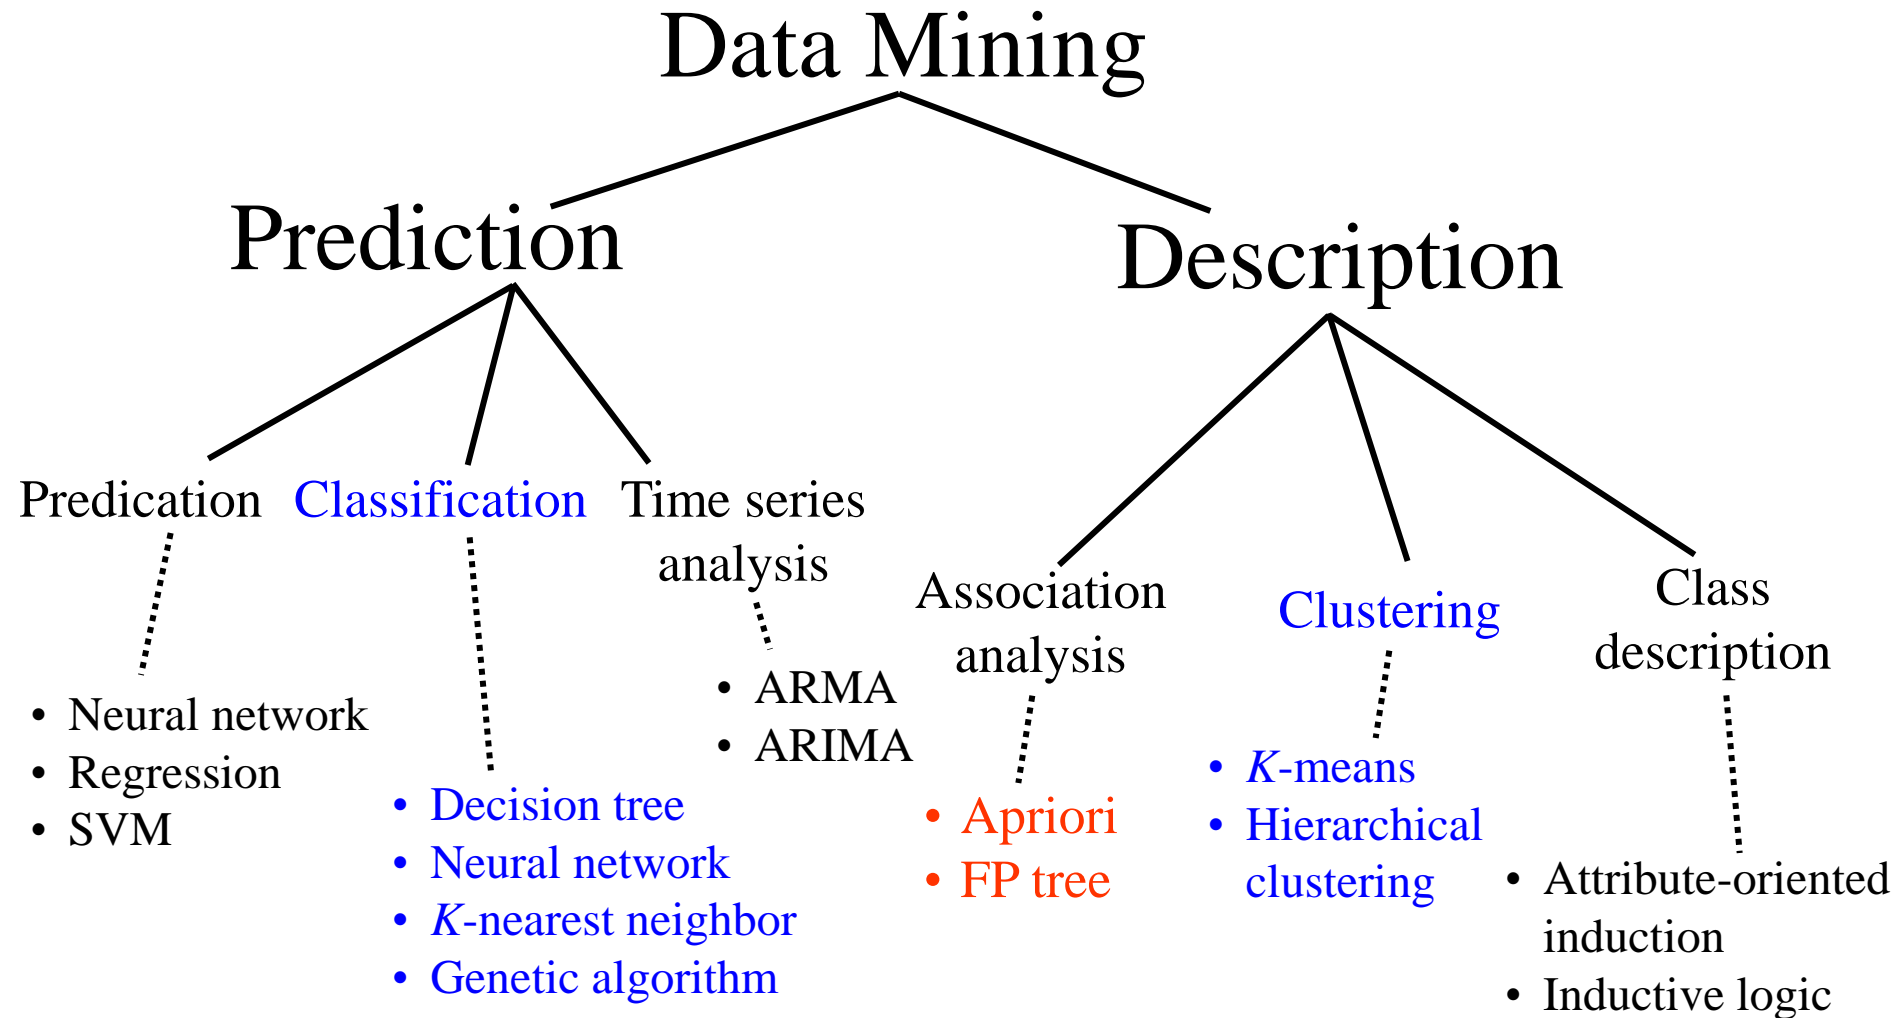 Data Mining
Prediction
Description
Predication
Classification
Time series
analysis
Association
analysis
Clustering
Class
description
• Neural network
• Regression
• SVM
• Decision tree
• Neural network
• K-nearest neighbor
• Genetic algorithm
• ARMA
• ARIMA
• Apriori
• FP tree
• K-means
• Hierarchical
clustering
• Attribute-oriented
induction
• Inductive logic